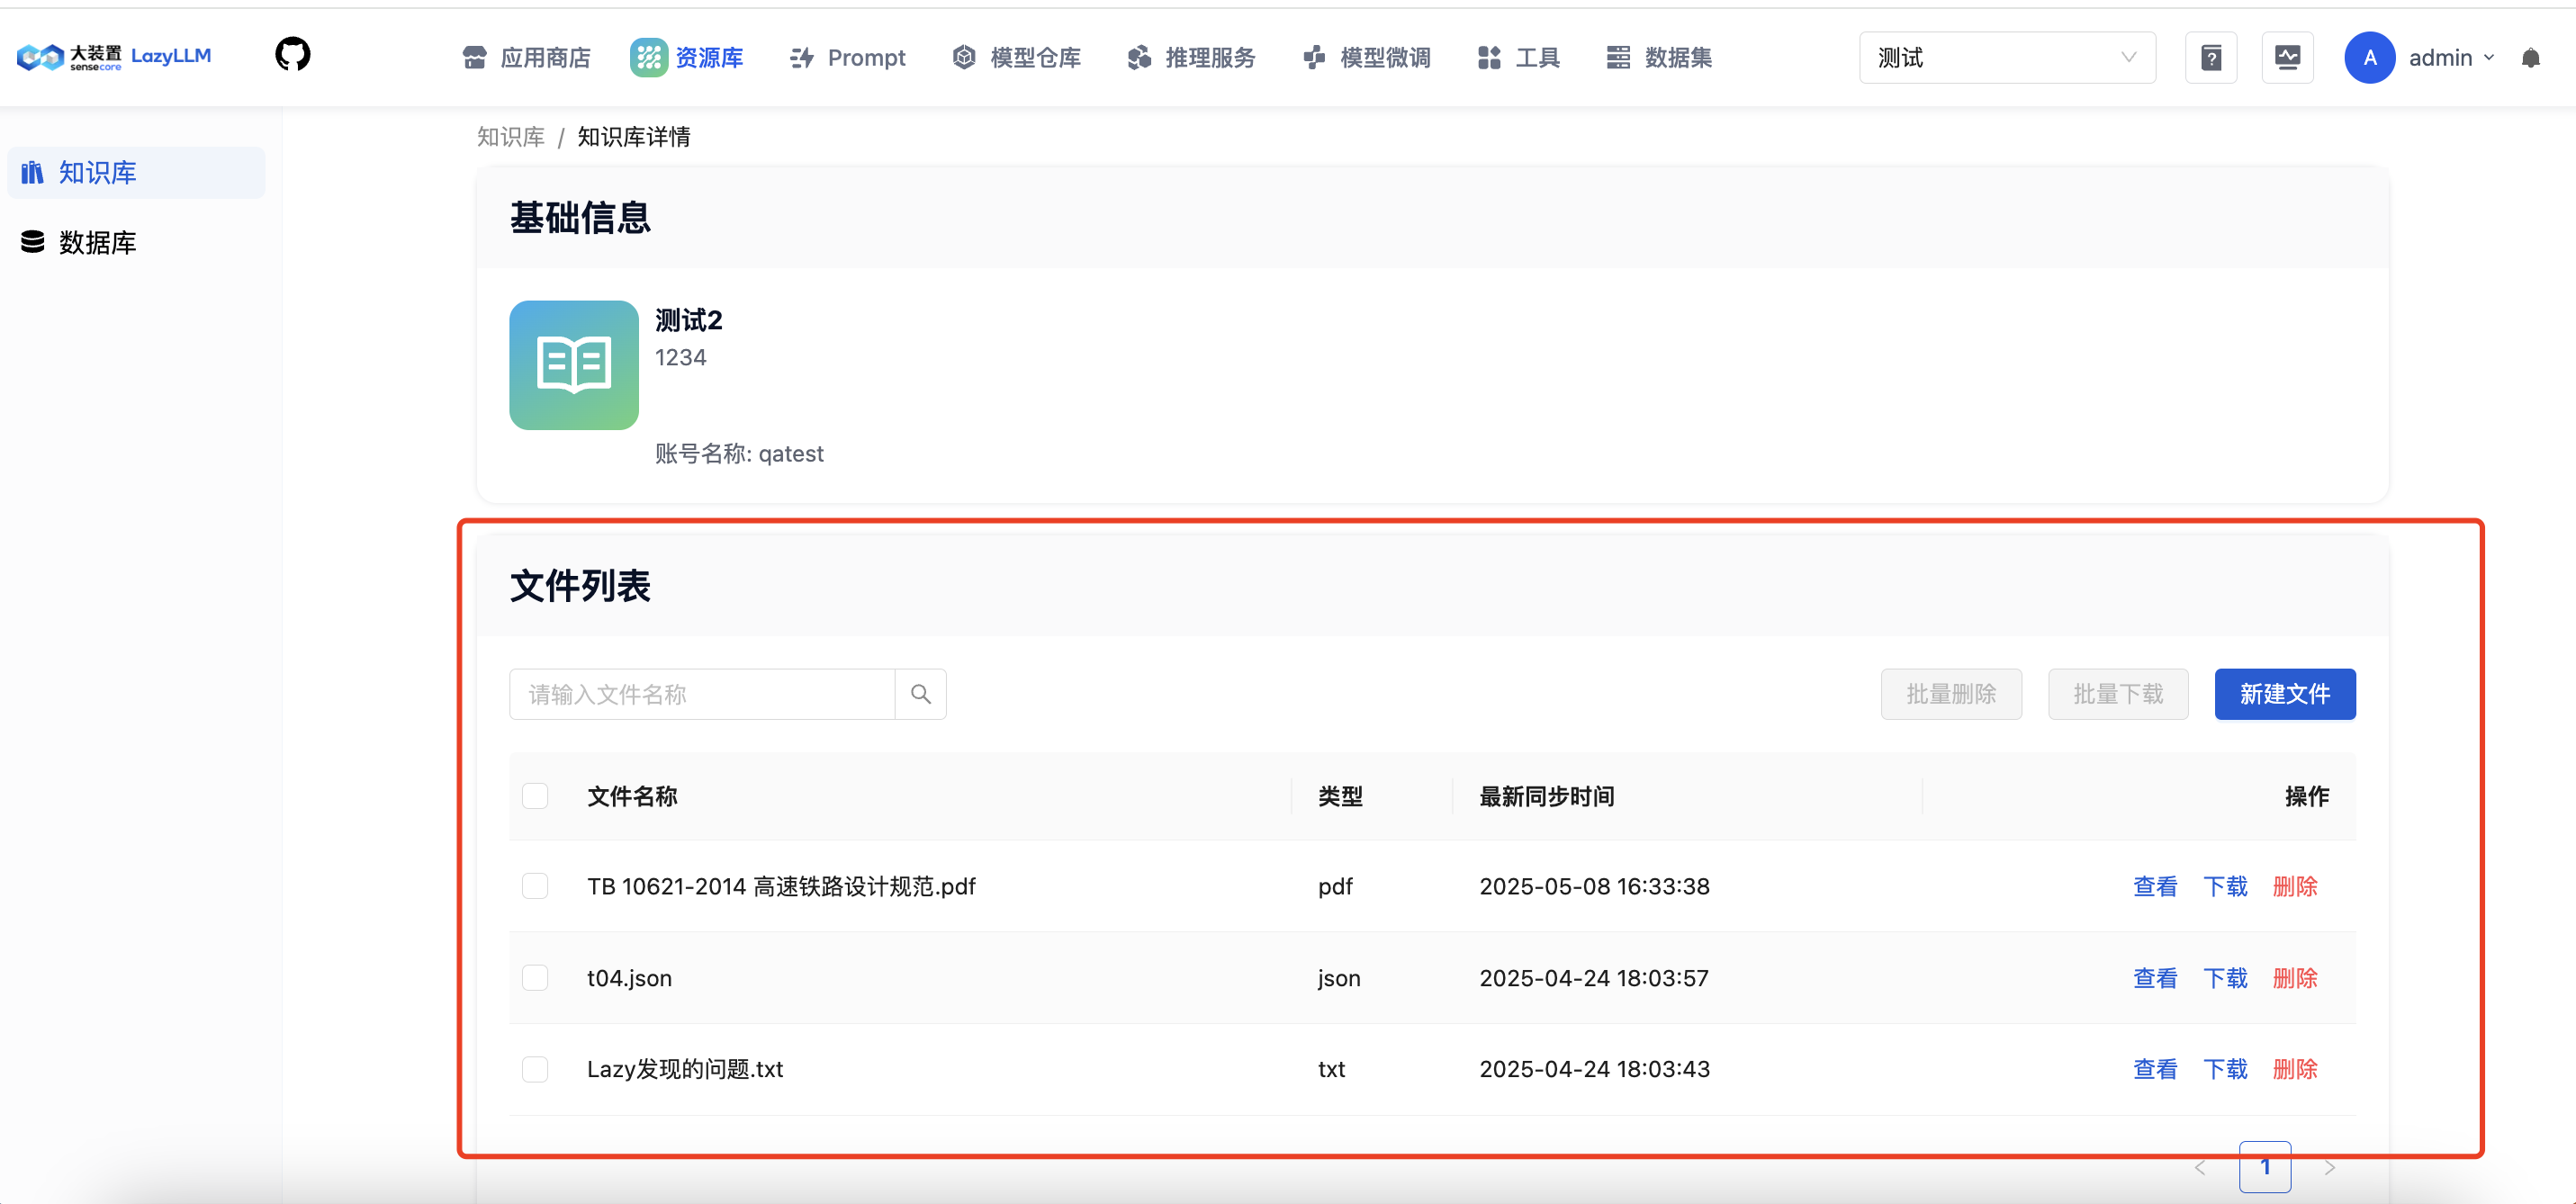 大装置 sensecore LazyLLM
应用商店 资源库 Prompt 模型仓库 推理服务 模型微调 工具 数据集 测试 A admin
知识库
数据库
知识库 / 知识库详情
基础信息
测试2
1234
账号名称: qatest
文件列表
请输入文件名称 批量删除 批量下载 新建文件
文件名称 类型 最新同步时间 操作
TB 10621-2014 高速铁路设计规范.pdf pdf 2025-05-08 16:33:38 查看 下载 删除
t04.json json 2025-04-24 18:03:57 查看 下载 删除
Lazy发现的问题.txt txt 2025-04-24 18:03:43 查看 下载 删除
< 1 >